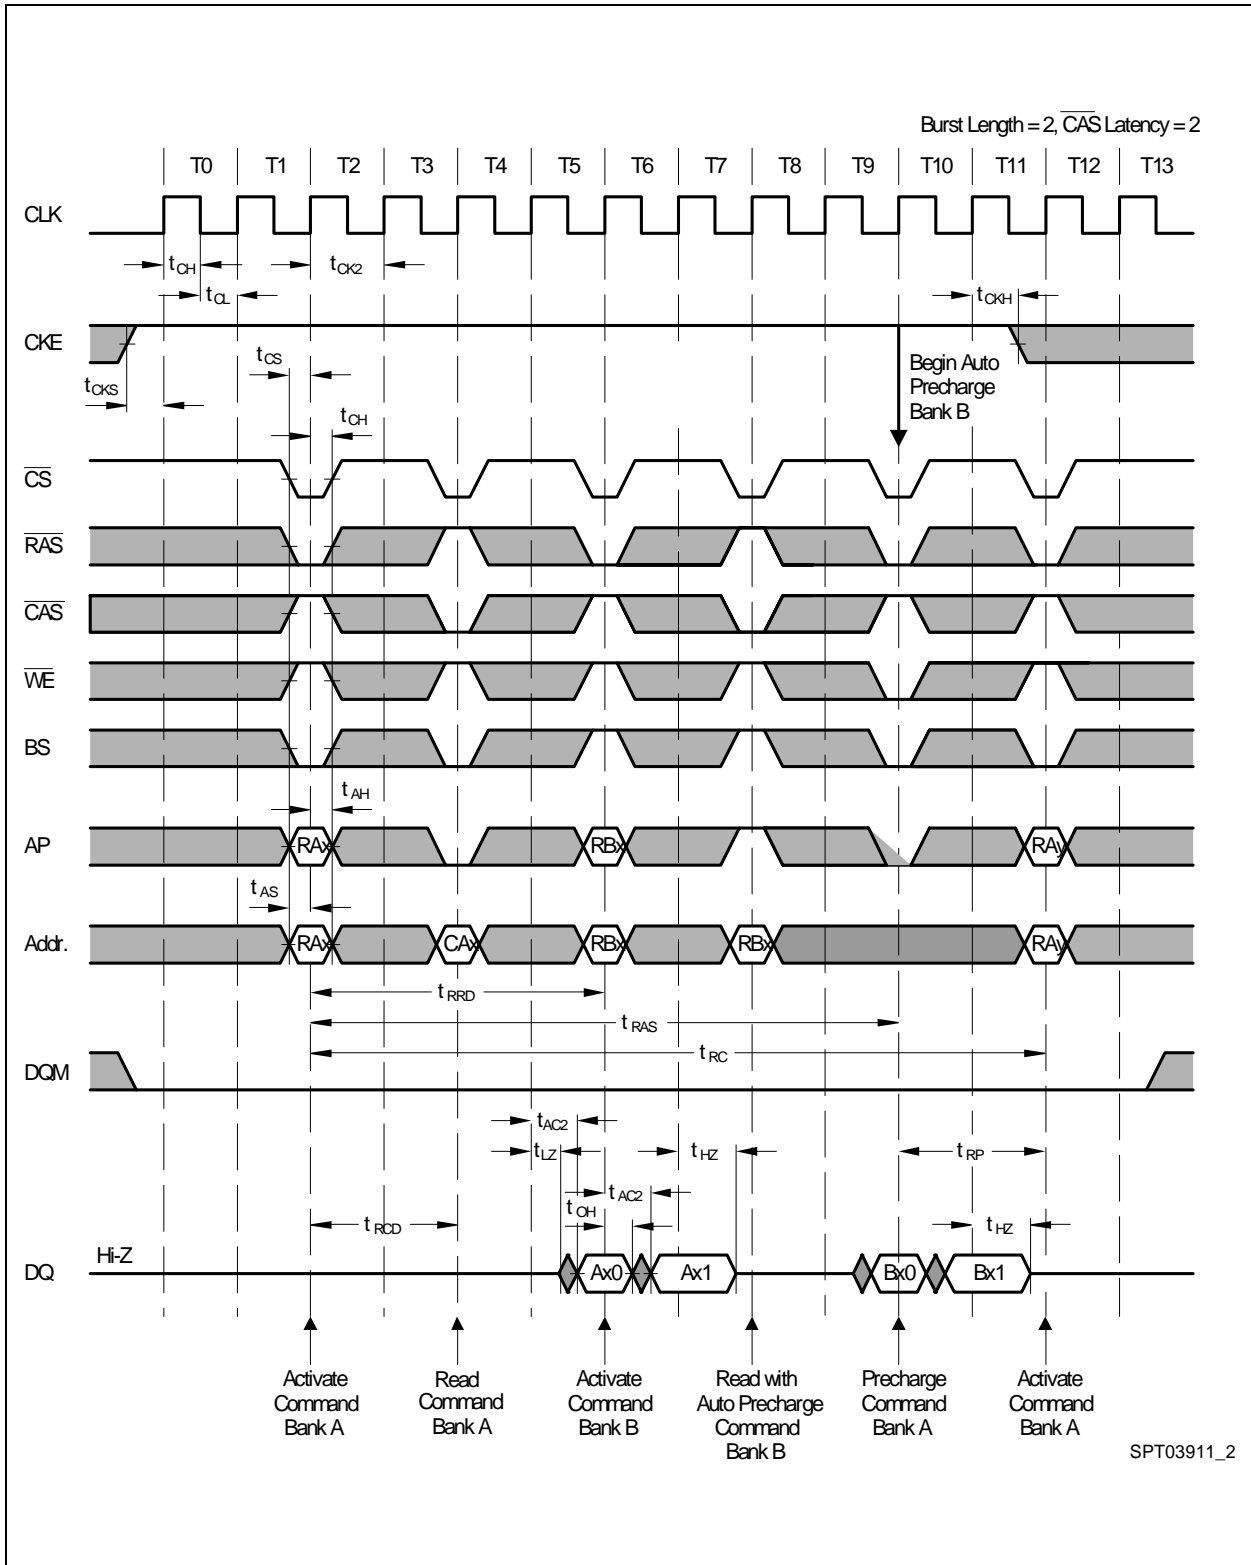 Burst Length = 2, CAS Latency = 2
T0 T1 T2 T3 T4 T5 T6 T7 T8 T9 T10 T11 T12 T13
CLK
tCH tCK2
tCL
tCKH
CKE
tCS
Begin Auto
Precharge
Bank B
tCKS
tCH
CS
RAS
CAS
WE
BS
tAH
AP RAx RBx RAy
tAS
Addr. RAx CAx RBx RBx RAy
tRRD
tRAS
tRC
DQM
tAC2
tLZ tHZ tRP
tAC2
tOH
tRCD tHZ
Hi-Z
DQ Ax0 Ax1 Bx0 Bx1
Activate
Command
Bank A
Read
Command
Bank A
Activate
Command
Bank B
Read with
Auto Precharge
Command
Bank B
Precharge
Command
Bank A
Activate
Command
Bank A
SPT03911_2